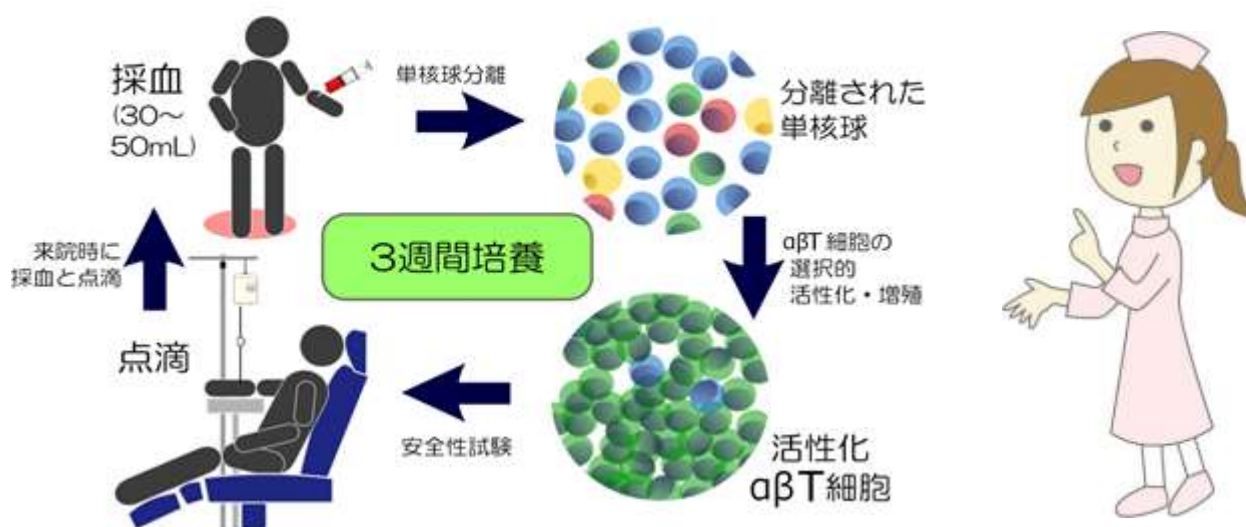 採血
(30～
50mL)
単核球分離
分離された
単核球
αβT 細胞の
選択的
活性化・増殖
3週間培養
活性化
αβT細胞
安全性試験
点滴
来院時に
採血と点滴